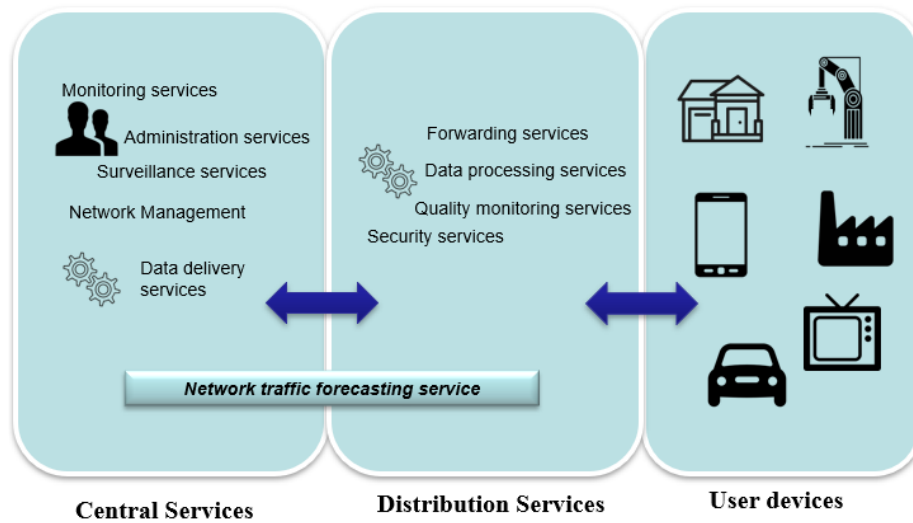 Monitoring services
Administration services
Surveillance services
Network Management
Data delivery
services
Forwarding services
Data processing services
Quality monitoring services
Security services
Network traffic forecasting service
Central Services
Distribution Services
User devices